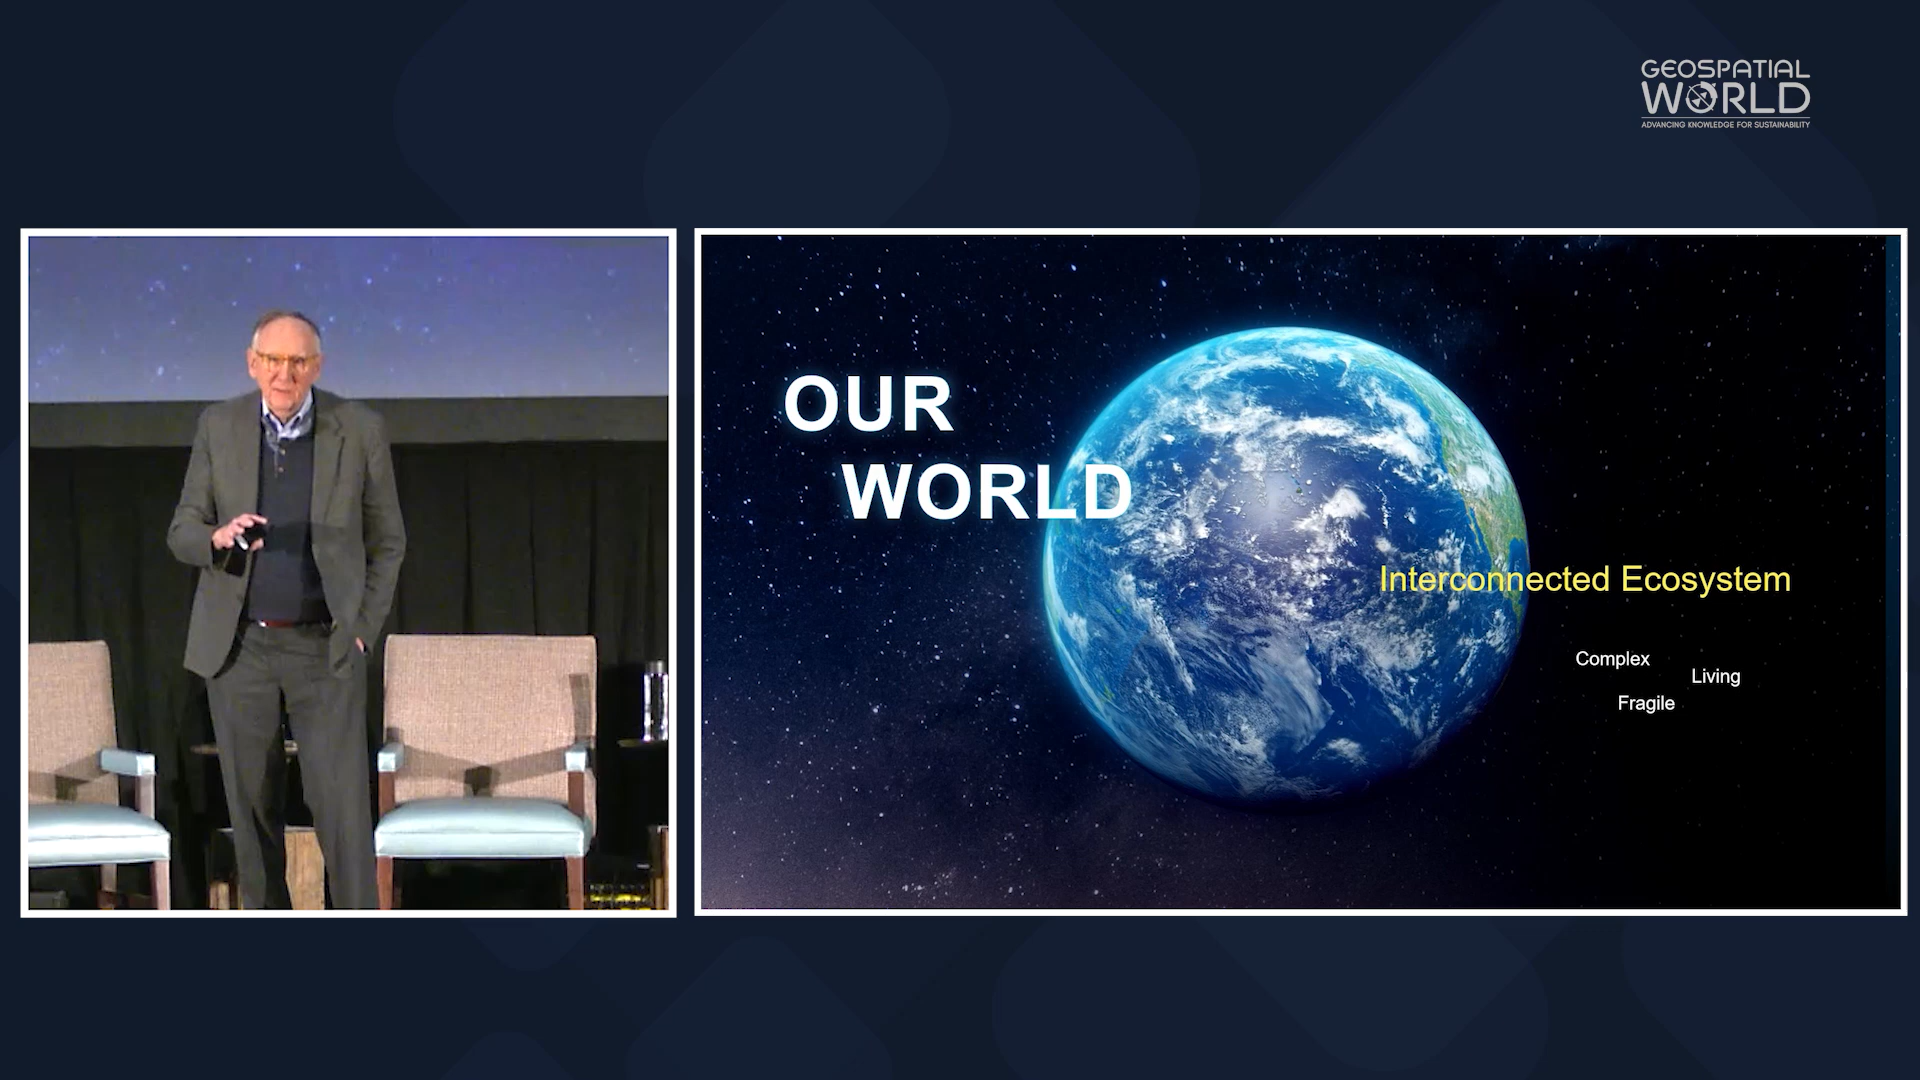 GEOSPATIAL
WORLD
ADVANCING KNOWLEDGE FOR SUSTAINABILITY
OUR
WORLD
Interconnected Ecosystem
Complex
Living
Fragile